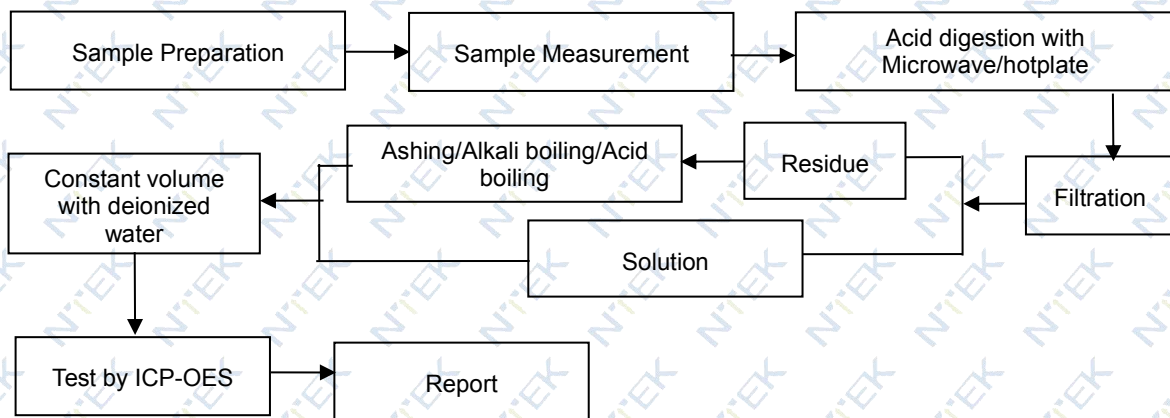 Sample Preparation
Sample Measurement
Acid digestion with
Microwave/hotplate
Filtration
Residue
Ashing/Alkali boiling/Acid
boiling
Solution
Constant volume
with deionized
water
Test by ICP-OES
Report
NTEK